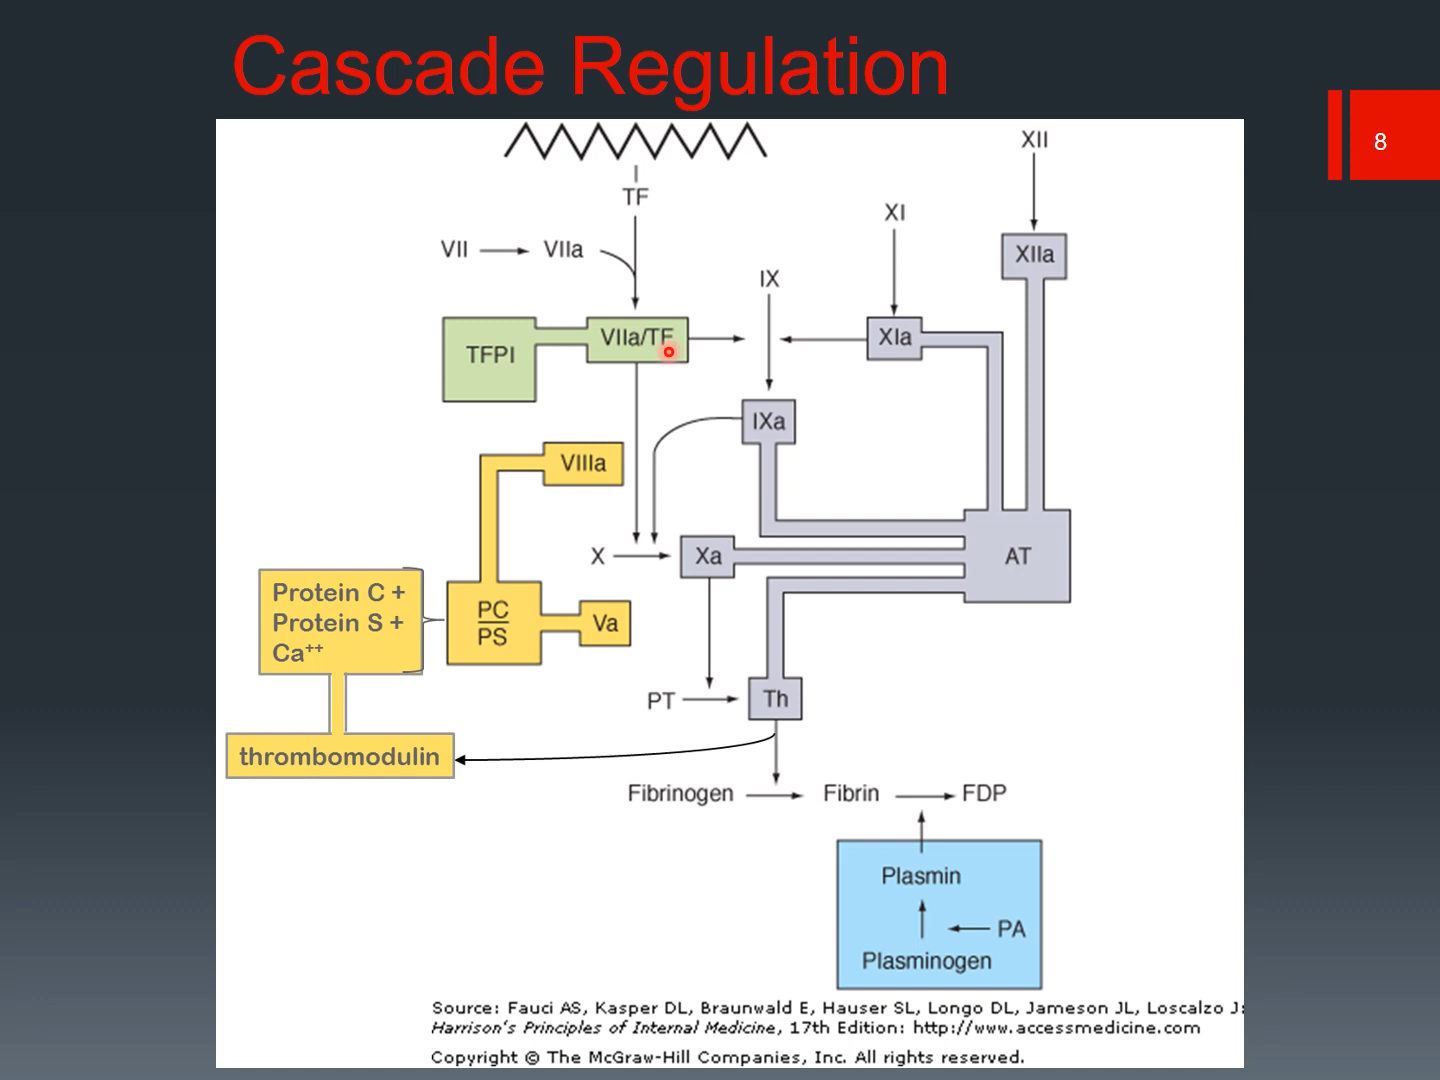 Cascade Regulation
8
XII
TF
XI
VII
VIIa
XIIa
IX
TFPI
VIIa/TF
XIa
IXa
VIIIa
X
Xa
AT
Protein C +
Protein S +
Ca++
PC
PS
Va
PT
Th
thrombomodulin
Fibrinogen
Fibrin
FDP
Plasmin
PA
Plasminogen
Source: Fauci AS, Kasper DL, Braunwald E, Hauser SL, Longo DL, Jameson JL, Loscalzo J:
Harrison's Principles of Internal Medicine, 17th Edition: http://www.accessmedicine.com
Copyright © The McGraw-Hill Companies, Inc. All rights reserved.